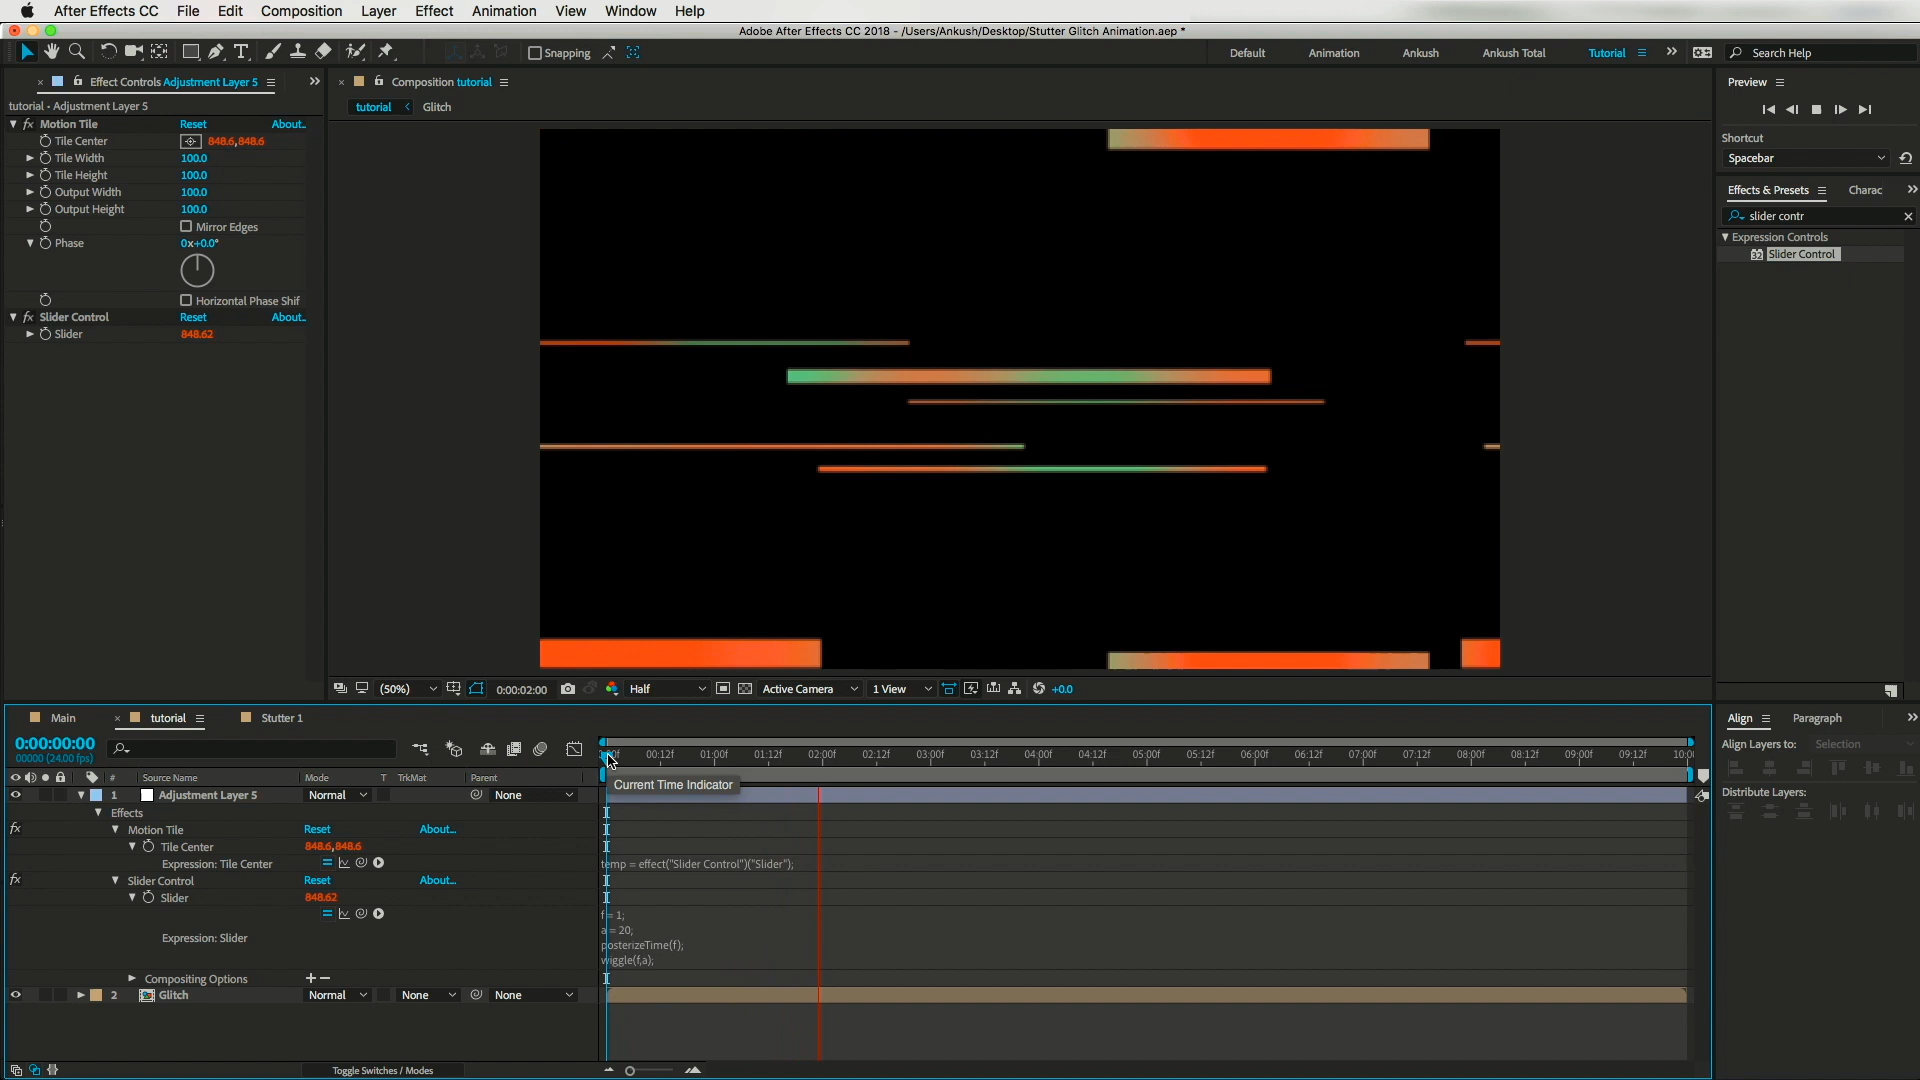 After Effects CC File Edit Composition Layer Effect Animation View Window Help
Adobe After Effects CC 2018 - /Users/Ankush/Desktop/Stutter Glitch Animation.aep *
Snapping Default Animation Ankush Ankush Total Tutorial Search Help
Effect Controls Adjustment Layer 5
Composition tutorial
Preview
tutorial • Adjustment Layer 5
tutorial Glitch
Motion Tile Reset About..
Tile Center 848.6,848.6
Tile Width 100.0
Tile Height 100.0
Output Width 100.0
Output Height 100.0
Mirror Edges
Phase 0x+0.0°
Horizontal Phase Shif
Slider Control Reset About..
Slider 848.62
Shortcut
Spacebar
Effects & Presets Charac
slider contr
Expression Controls
Slider Control
(50%) 0:00:02:00 Half Active Camera 1 View +0.0
Main tutorial Stutter 1
0:00:00:00
00000 (24.00 fps)
00:12f 01:00f 01:12f 02:00f 02:12f 03:00f 03:12f 04:00f 04:12f 05:00f 05:12f 06:00f 06:12f 07:00f 07:12f 08:00f 08:12f 09:00f 09:12f
# Source Name Mode T TrkMat Parent
Current Time Indicator
1 Adjustment Layer 5 Normal None
Effects
Motion Tile Reset About...
Tile Center 848.6,848.6
Expression: Tile Center temp = effect("Slider Control")("Slider");
Slider Control Reset About...
Slider 848.62
Expression: Slider
f = 1;
a = 20;
posterizeTime(f);
wiggle(f,a);
Compositing Options
2 Glitch Normal None None
Toggle Switches / Modes
Align Paragraph
Align Layers to: Selection
Distribute Layers: